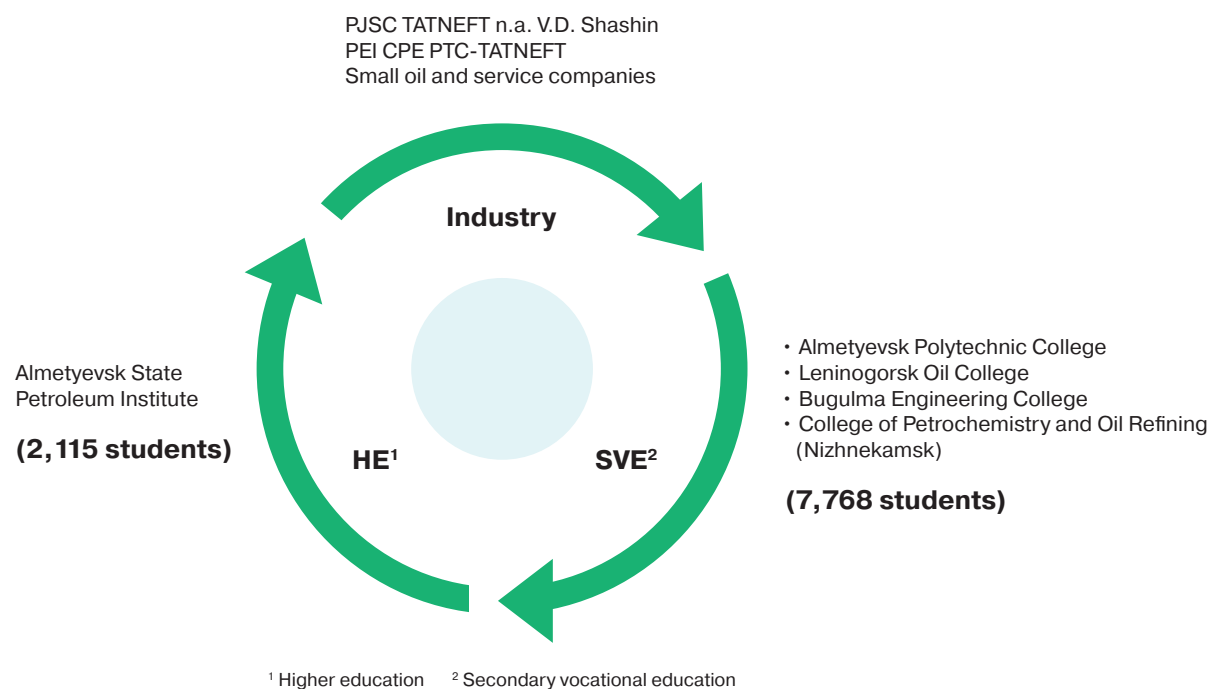 PJSC TATNEFT n.a. V.D. Shashin
PEI CPE PTC-TATNEFT
Small oil and service companies
Industry
Almetyevsk State
Petroleum Institute
(2,115 students)
HE¹
SVE²
• Almetyevsk Polytechnic College
• Leninogorsk Oil College
• Bugulma Engineering College
• College of Petrochemistry and Oil Refining
(Nizhnekamsk)
(7,768 students)
¹ Higher education ² Secondary vocational education